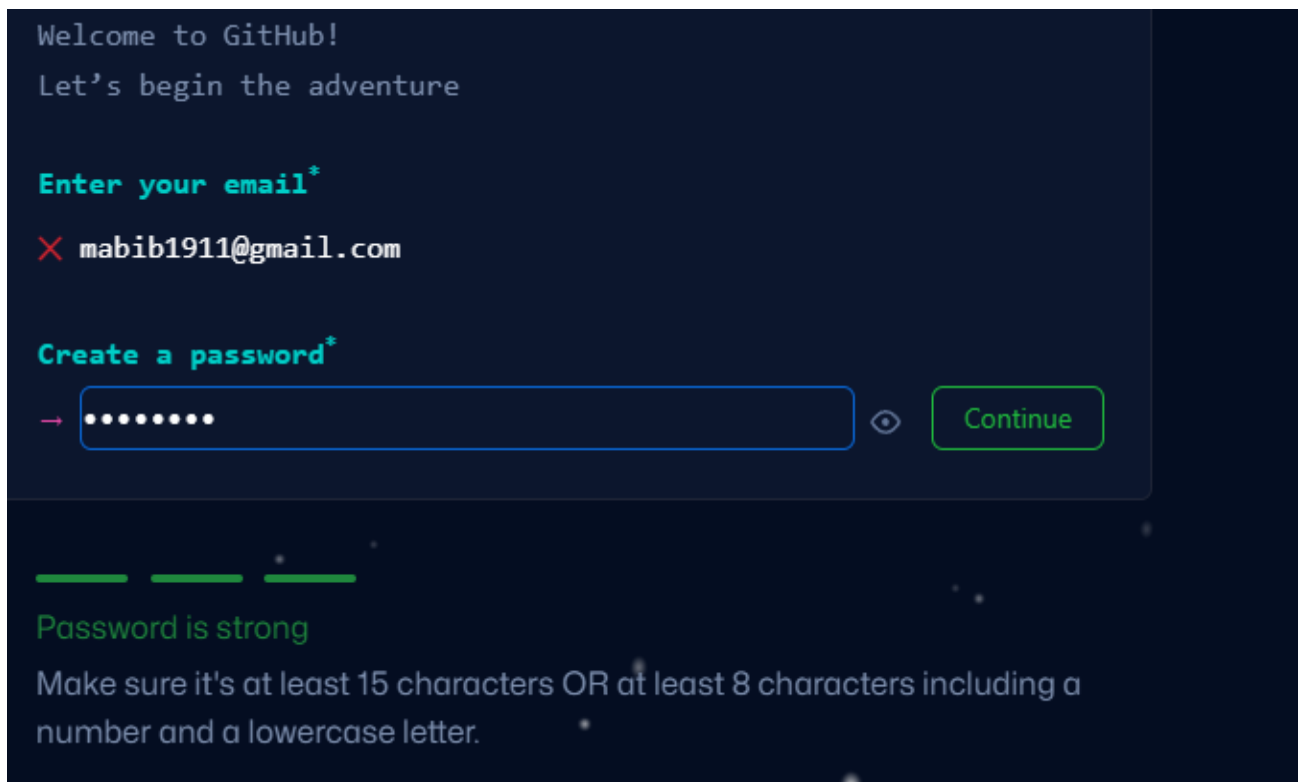 Welcome to GitHub!
Let’s begin the adventure
Enter your email*
mabib1911@gmail.com
Create a password*
→ •••••••• Continue
Password is strong
Make sure it's at least 15 characters OR at least 8 characters including a
number and a lowercase letter.